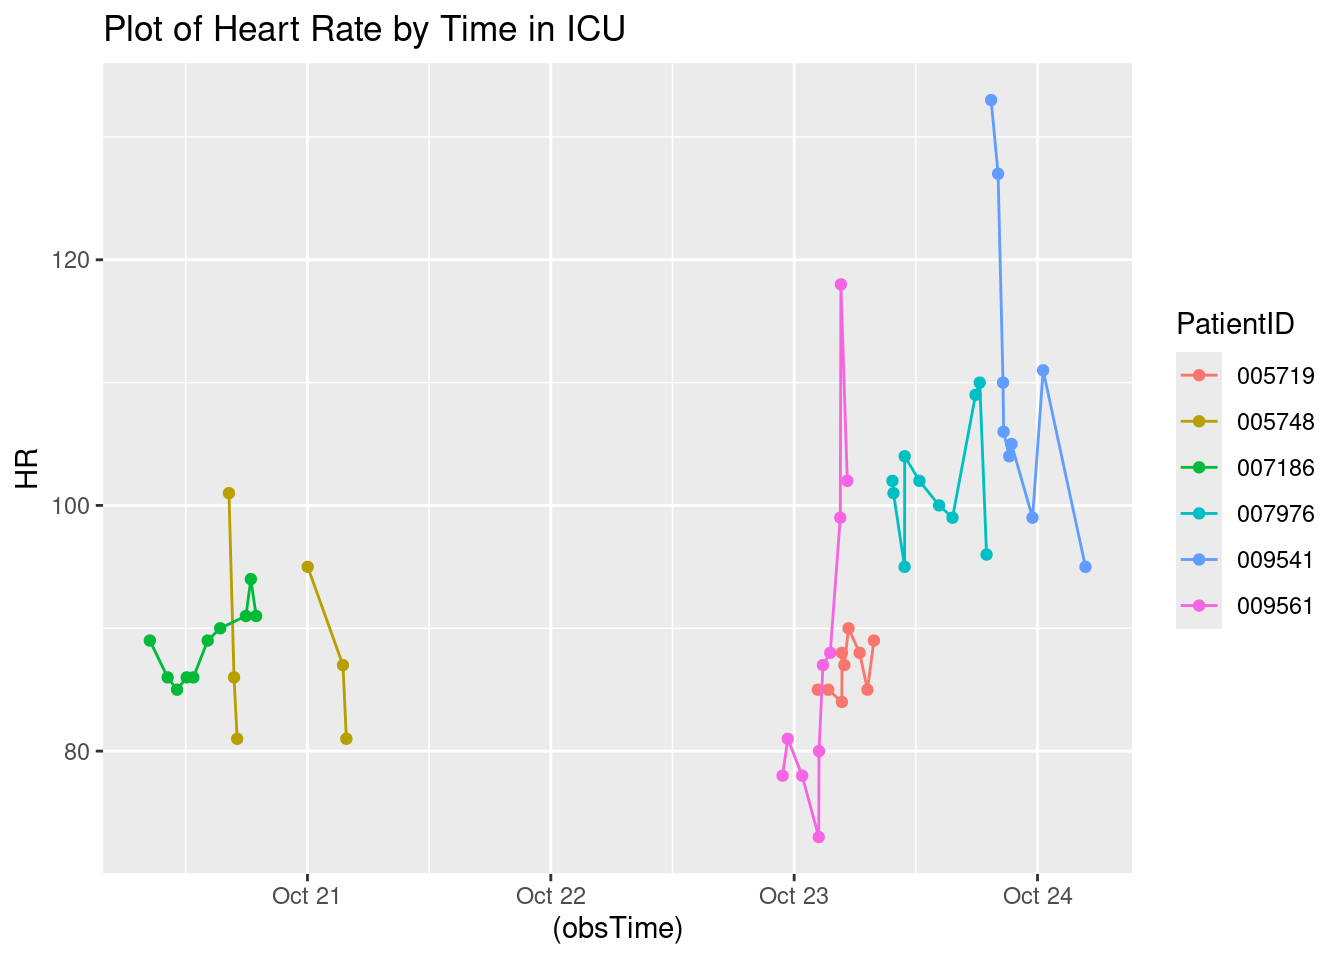 Plot of Heart Rate by Time in ICU
HR
120
100
80
Oct 21
Oct 22
Oct 23
Oct 24
(obsTime)
PatientID
005719
005748
007186
007976
009541
009561